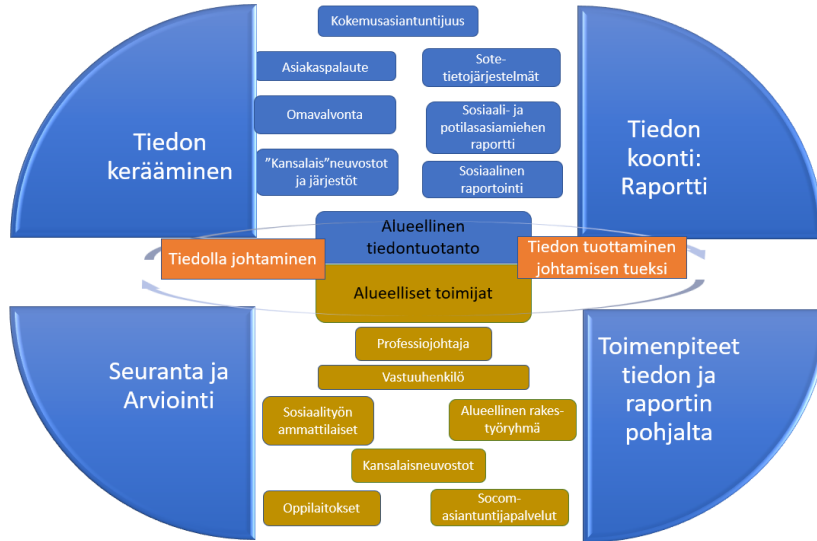 Kokemusasiantuntijuus
Asiakaspalaute
Sote-
tietojärjestelmät
Omavalvonta
Sosiaali- ja
potilasasiamiehen
raportti
"Kansalais"neuvostot
ja järjestöt
Sosiaalinen
raportointi
Tiedon
kerääminen
Tiedon
koonti:
Raportti
Alueellinen
tiedontuotanto
Tiedolla johtaminen
Tiedon tuottaminen
johtamisen tueksi
Alueelliset toimijat
Seuranta ja
Arviointi
Toimenpiteet
tiedon ja
raportin
pohjalta
Professiojohtaja
Vastuuhenkilö
Sosiaalityön
ammattilaiset
Alueellinen rakes-
työryhmä
Kansalaisneuvostot
Oppilaitokset
Socom-
asiantuntijapalvelut